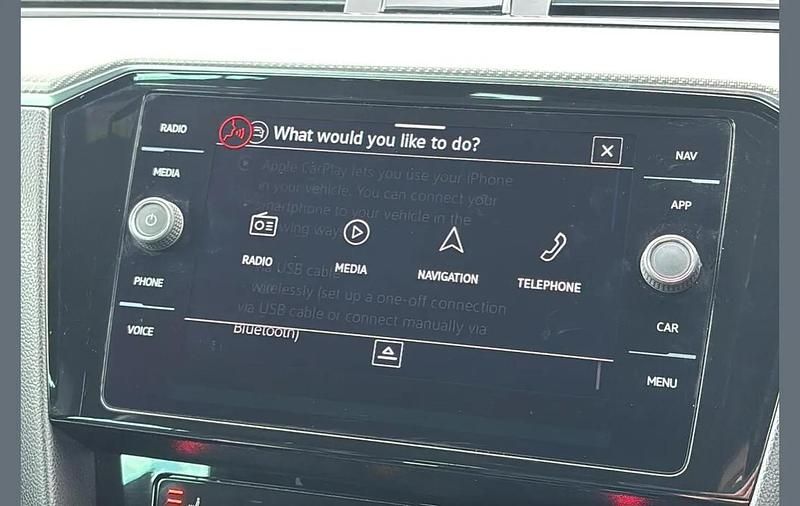 RADIO
MEDIA
PHONE
VOICE
What would you like to do?
Apple CarPlay lets you use your iPhone
in your vehicle. You can connect your
smartphone to your vehicle in the
RADIO
MEDIA
NAVIGATION
TELEPHONE
USB cable
wirelessly (set up a one-off connection
via USB cable or connect manually via
Bluetooth)
NAV
APP
CAR
MENU